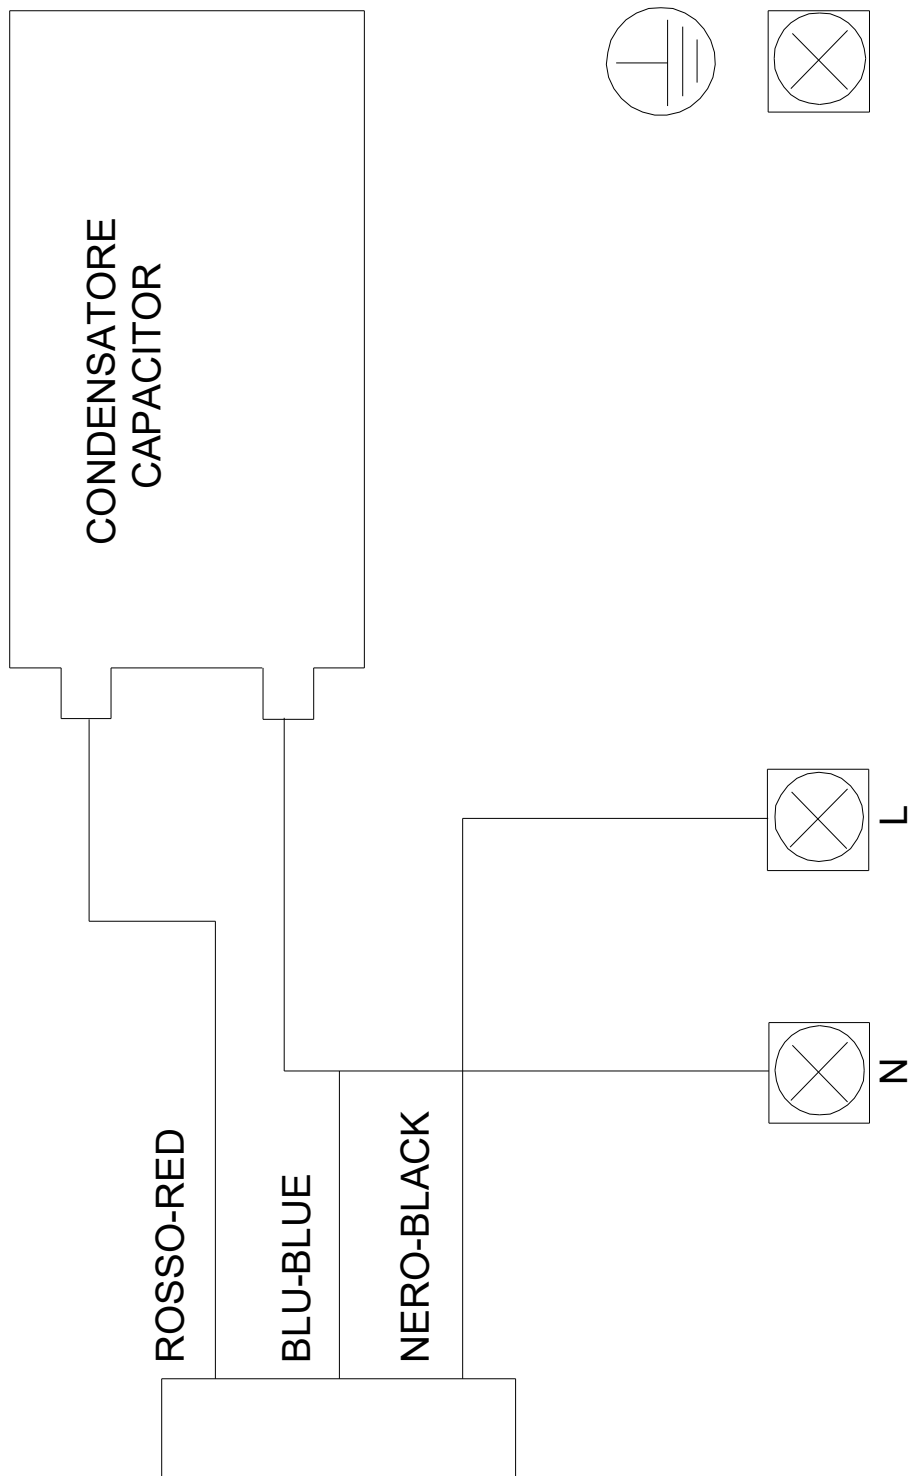 CONDENSATORE
CAPACITOR
ROSSO-RED
BLU-BLUE
NERO-BLACK
L
N